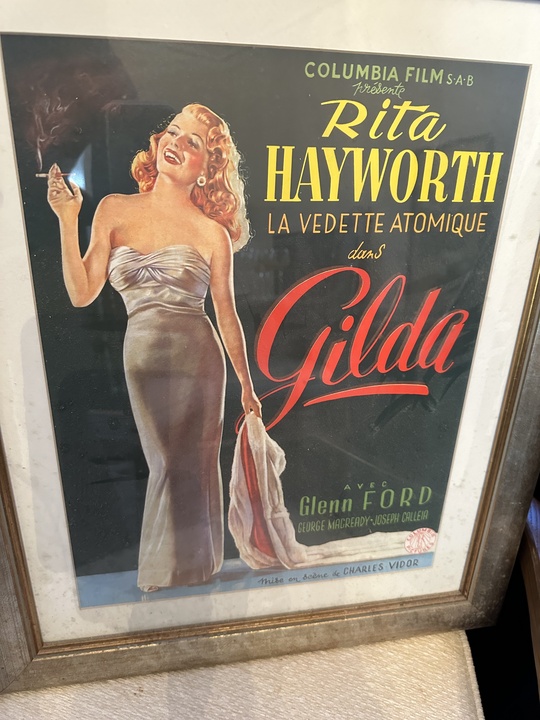 COLUMBIA FILM S·A·B
présente
Rita
HAYWORTH
LA VEDETTE ATOMIQUE
dans
Gilda
AVEC
Glenn FORD
GEORGE MACREADY-JOSEPH CALLEIA
Mise en Scène de CHARLES VIDOR